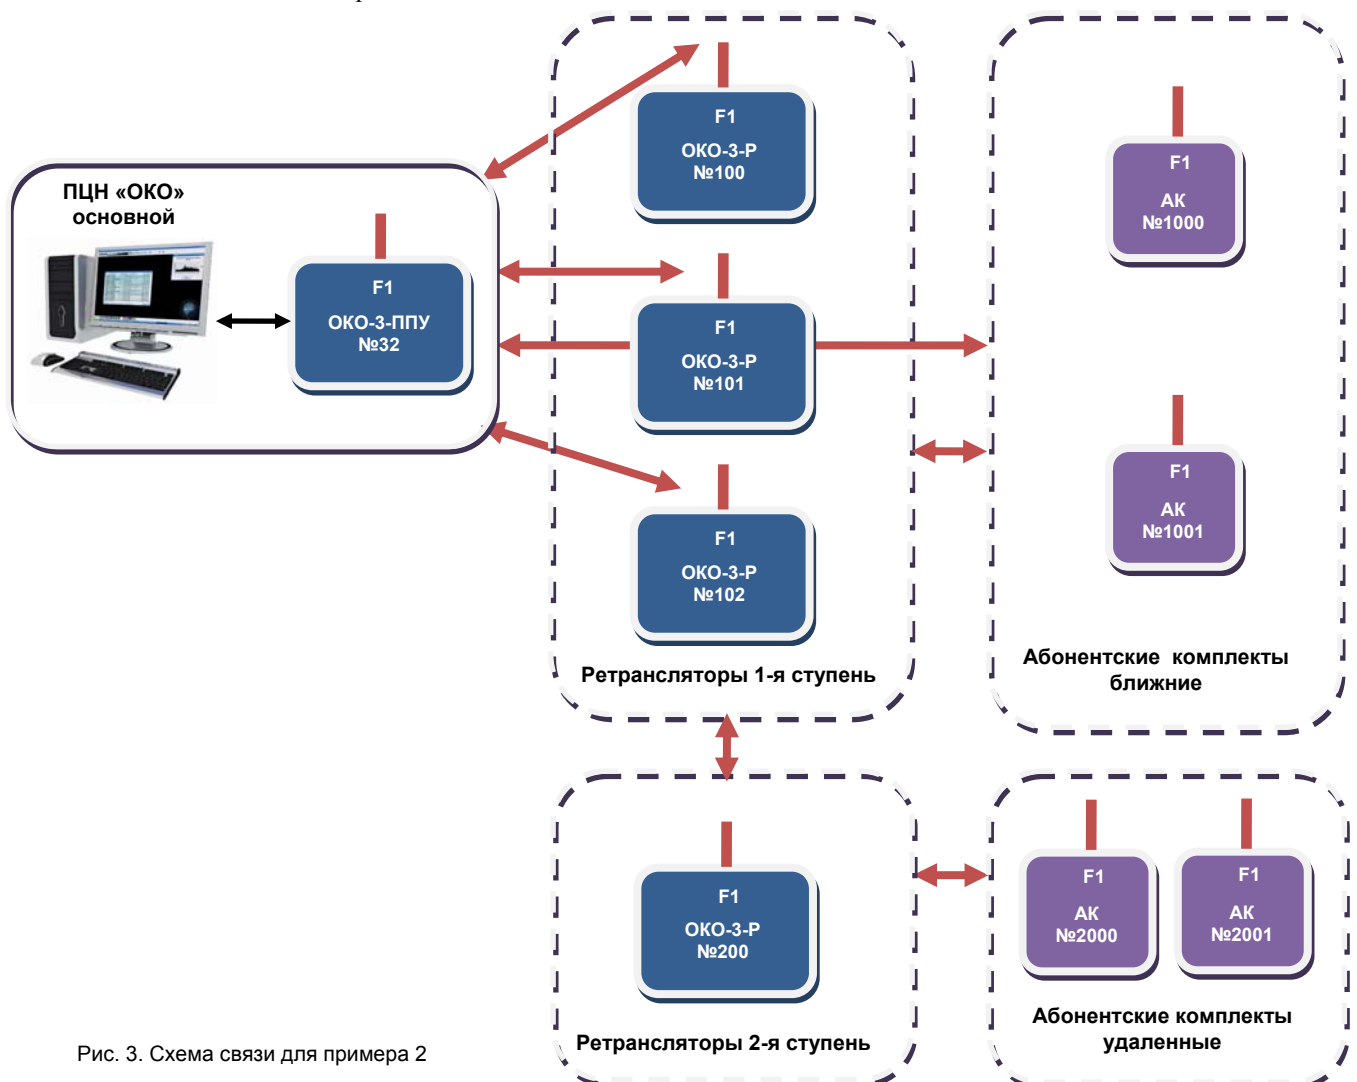 ПЦН «ОКО»
основной
F1
ОКО-3-ППУ
№32
F1
ОКО-3-Р
№100
F1
ОКО-3-Р
№101
F1
ОКО-3-Р
№102
Ретрансляторы 1-я ступень
F1
АК
№1000
F1
АК
№1001
Абонентские комплекты
ближние
F1
ОКО-3-Р
№200
Ретрансляторы 2-я ступень
F1
АК
№2000
F1
АК
№2001
Абонентские комплекты
удаленные
Рис. 3. Схема связи для примера 2